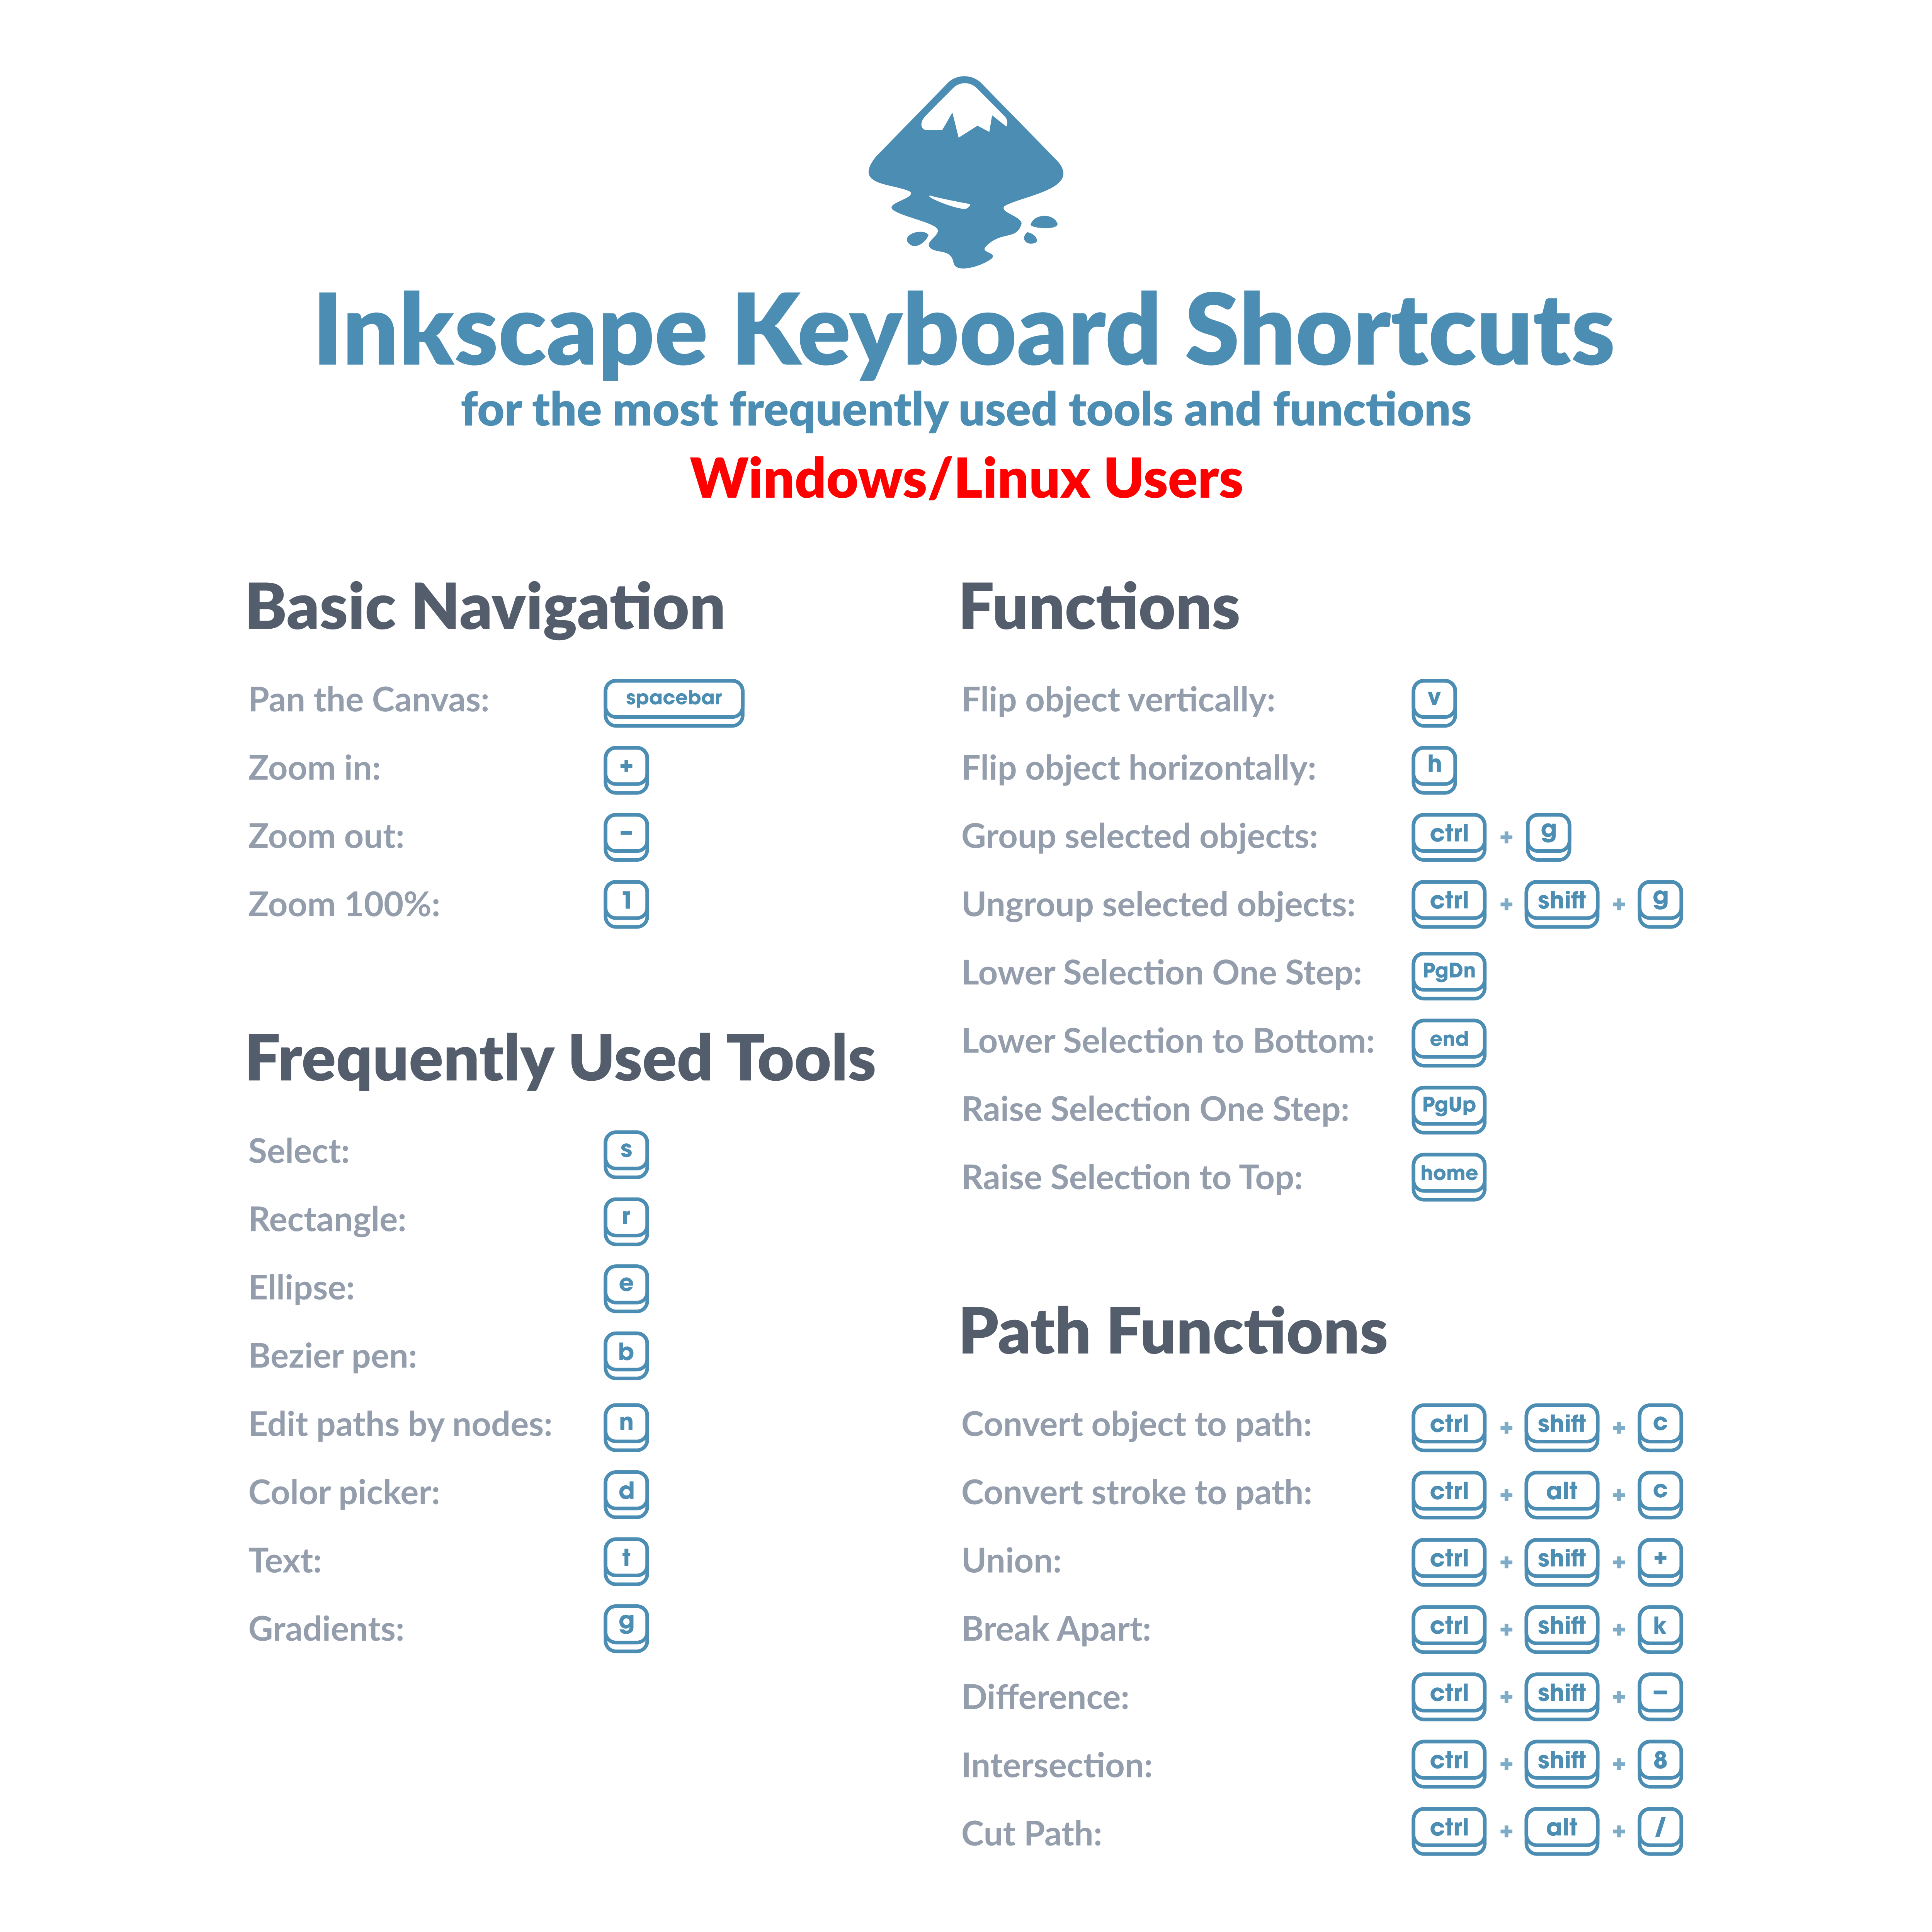 Inkscape Keyboard Shortcuts
for the most frequently used tools and functions
Windows/Linux Users
Basic Navigation
Pan the Canvas: spacebar
Zoom in: +
Zoom out: -
Zoom 100%: 1
Frequently Used Tools
Select: s
Rectangle: r
Ellipse: e
Bezier pen: b
Edit paths by nodes: n
Color picker: d
Text: t
Gradients: g
Functions
Flip object vertically: v
Flip object horizontally: h
Group selected objects: ctrl + g
Ungroup selected objects: ctrl + shift + g
Lower Selection One Step: PgDn
Lower Selection to Bottom: end
Raise Selection One Step: PgUp
Raise Selection to Top: home
Path Functions
Convert object to path: ctrl + shift + c
Convert stroke to path: ctrl + alt + c
Union: ctrl + shift + +
Break Apart: ctrl + shift + k
Difference: ctrl + shift + -
Intersection: ctrl + shift + 8
Cut Path: ctrl + alt + /